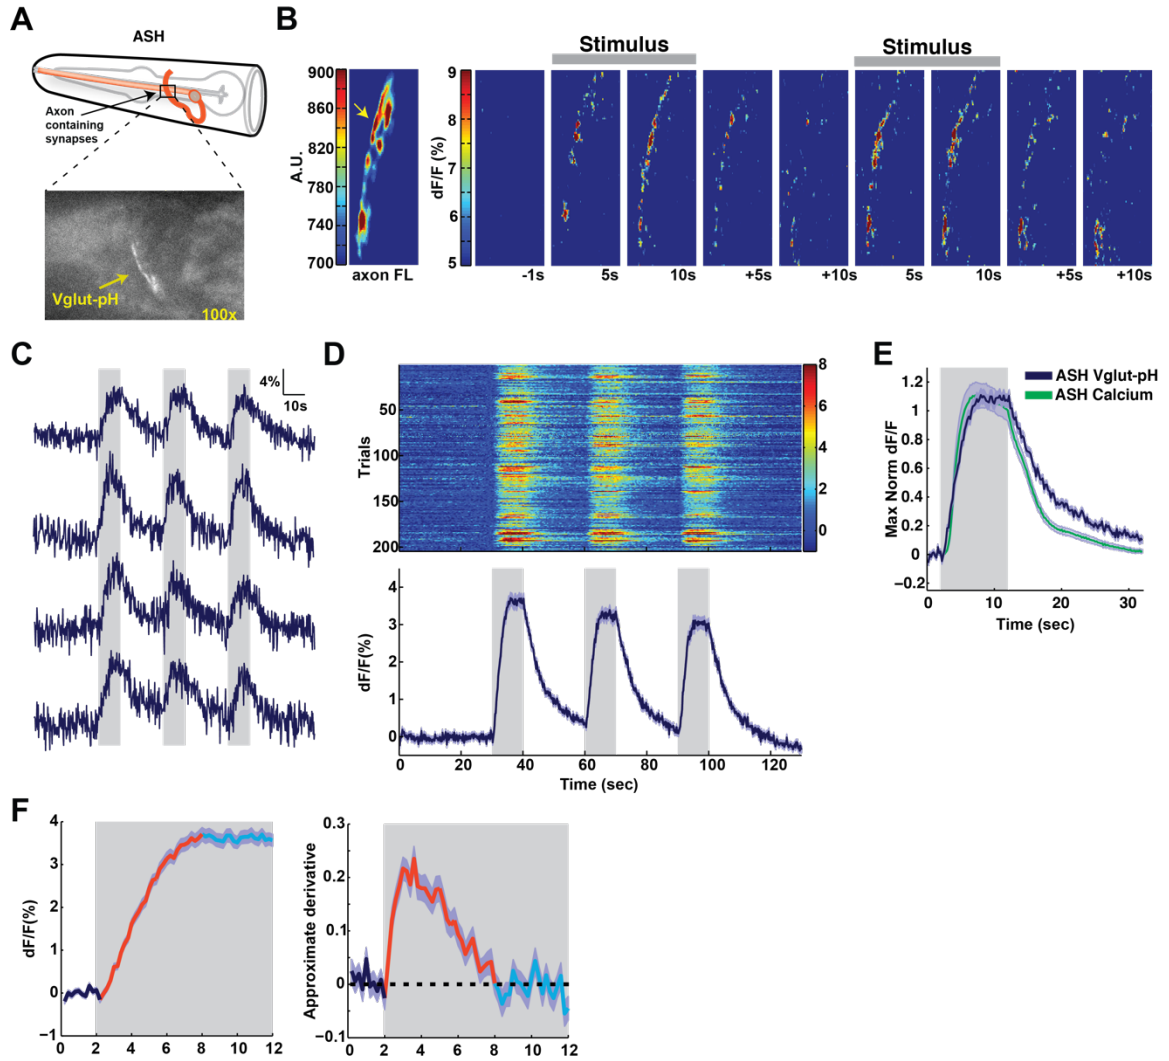 A
ASH
Axon
containing
synapses
Vglut-pH
100x
B
Stimulus
Stimulus
900
860
820
780
740
700
A.U.
axon FL
9
8
7
6
5
dF/F (%)
-1s
5s
10s
+5s
+10s
5s
10s
+5s
+10s
C
4%
10s
D
50
100
150
200
Trials
8
6
4
2
0
4
3
2
1
0
dF/F(%)
0
20
40
60
80
100
120
Time (sec)
E
ASH Vglut-pH
ASH Calcium
1.2
1.0
0.8
0.6
0.4
0.2
0
−0.2
Max Norm dF/F
0
10
20
30
Time (sec)
F
4
3
2
1
0
−1
dF/F(%)
0
2
4
6
8
10
12
0.3
0.2
0.1
0
−0.1
Approximate derivative
0
2
4
6
8
10
12